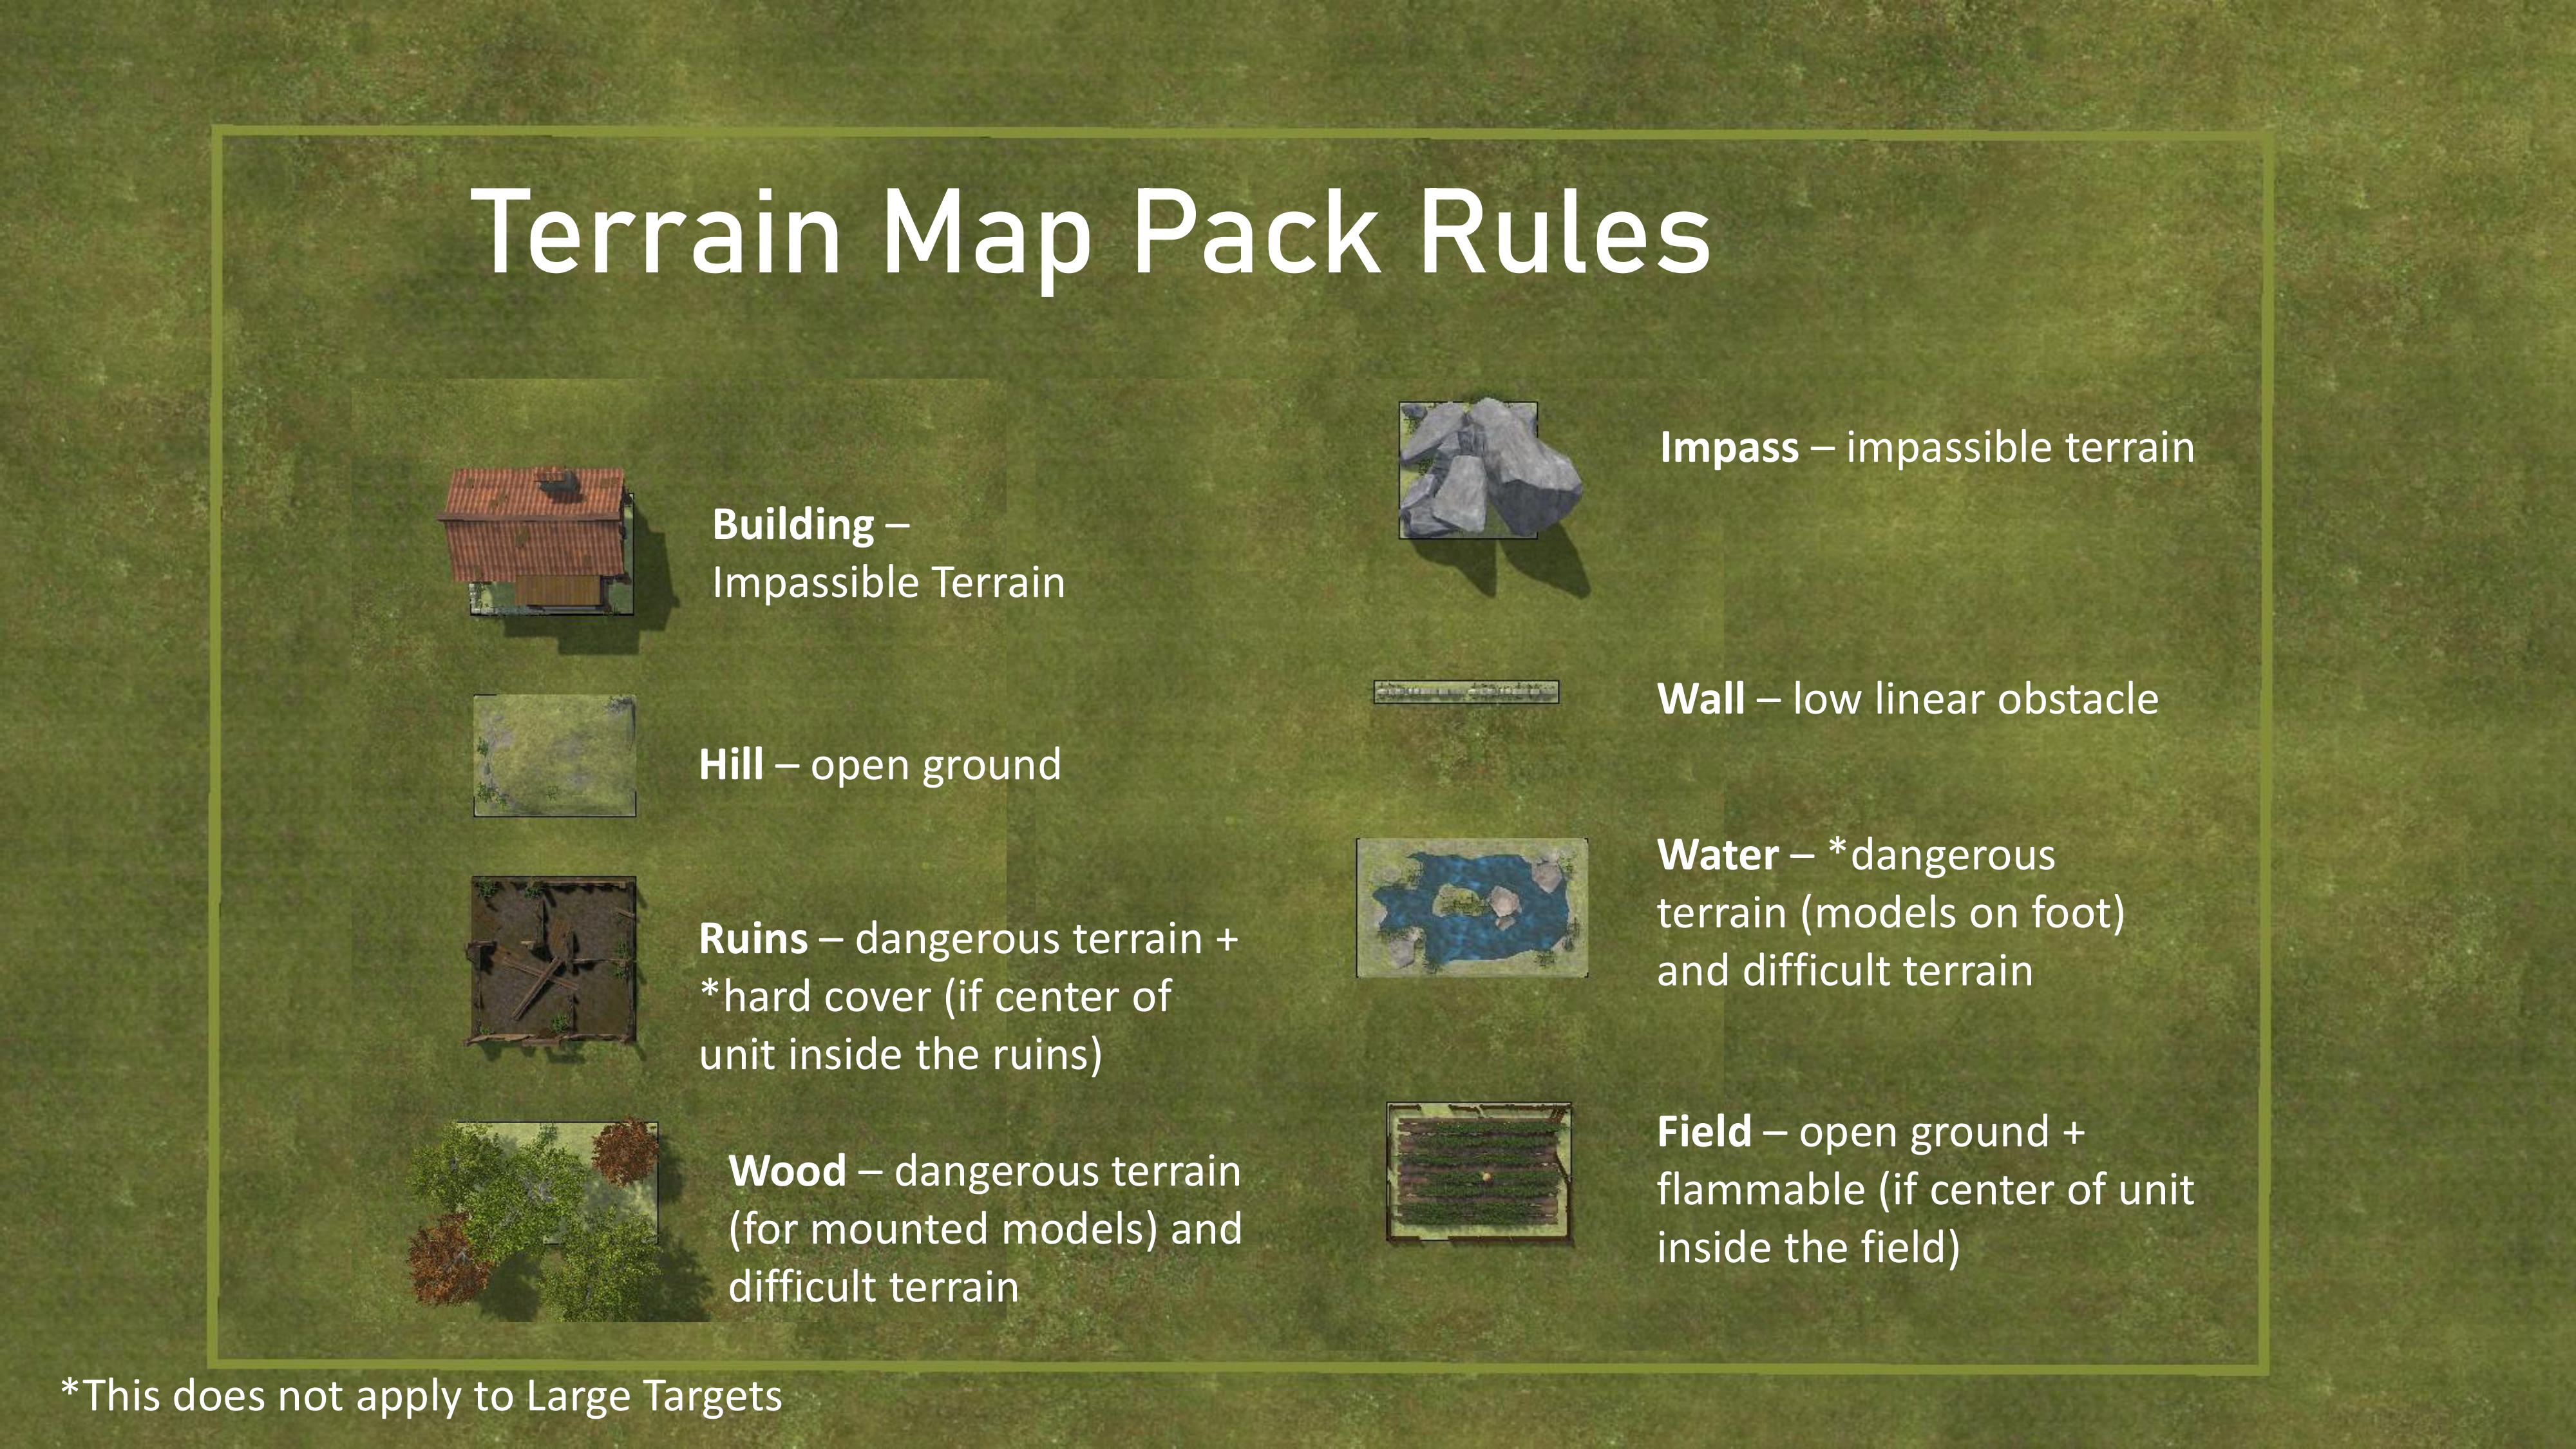 Terrain Map Pack Rules
Building –
Impassible Terrain
Hill – open ground
Ruins – dangerous terrain +
*hard cover (if center of
unit inside the ruins)
Wood – dangerous terrain
(for mounted models) and
difficult terrain
Impass – impassible terrain
Wall – low linear obstacle
Water – *dangerous
terrain (models on foot)
and difficult terrain
Field – open ground +
flammable (if center of unit
inside the field)
*This does not apply to Large Targets